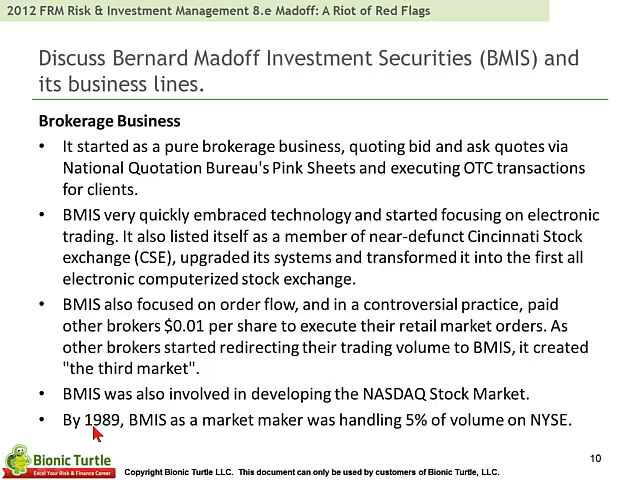 2012 FRM Risk & Investment Management 8.e Madoff: A Riot of Red Flags
Discuss Bernard Madoff Investment Securities (BMIS) and
its business lines.
Brokerage Business
• It started as a pure brokerage business, quoting bid and ask quotes via
National Quotation Bureau's Pink Sheets and executing OTC transactions
for clients.
• BMIS very quickly embraced technology and started focusing on electronic
trading. It also listed itself as a member of near-defunct Cincinnati Stock
exchange (CSE), upgraded its systems and transformed it into the first all
electronic computerized stock exchange.
• BMIS also focused on order flow, and in a controversial practice, paid
other brokers $0.01 per share to execute their retail market orders. As
other brokers started redirecting their trading volume to BMIS, it created
"the third market".
• BMIS was also involved in developing the NASDAQ Stock Market.
• By 1989, BMIS as a market maker was handling 5% of volume on NYSE.
Bionic Turtle
Excel Your Risk & Finance Career
10
Copyright Bionic Turtle LLC. This document can only be used by customers of Bionic Turtle, LLC.